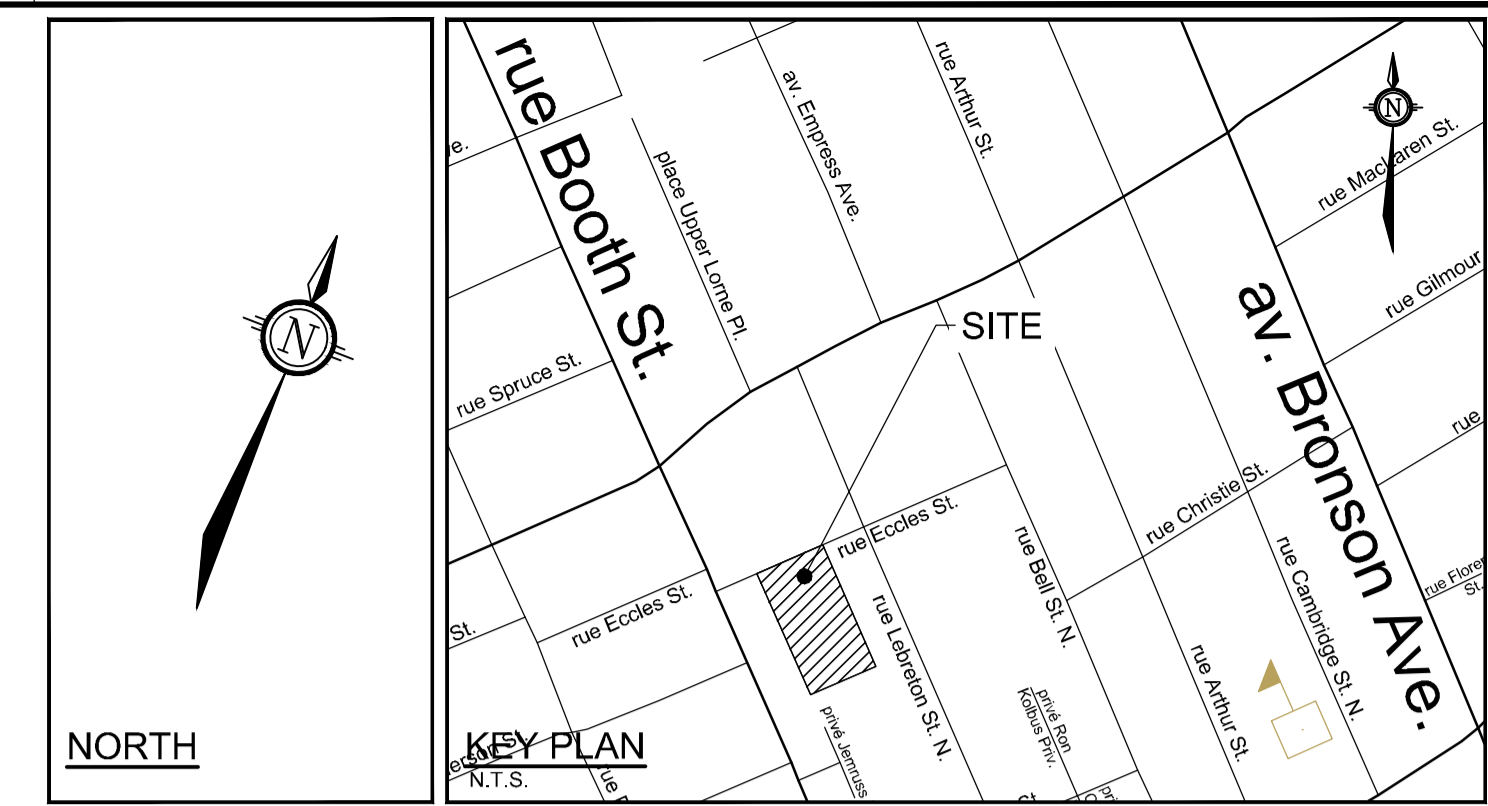 N
NORTH
rue Booth St.
place Upper Lorne Pl.
av. Empress Ave.
rue Arthur St.
N
rue MacLaren St.
rue Gilmour
rue
av. Bronson Ave.
rue Spruce St.
SITE
rue Christie St.
rue Eccles St.
rue Eccles St.
rue Bell St. N.
rue Lebreton St. N.
rue Cambridge St. N.
rue Arthur St.
St.
privé Ron
Kolbus Priv.
privé Jemruss
KEY PLAN
N.T.S.